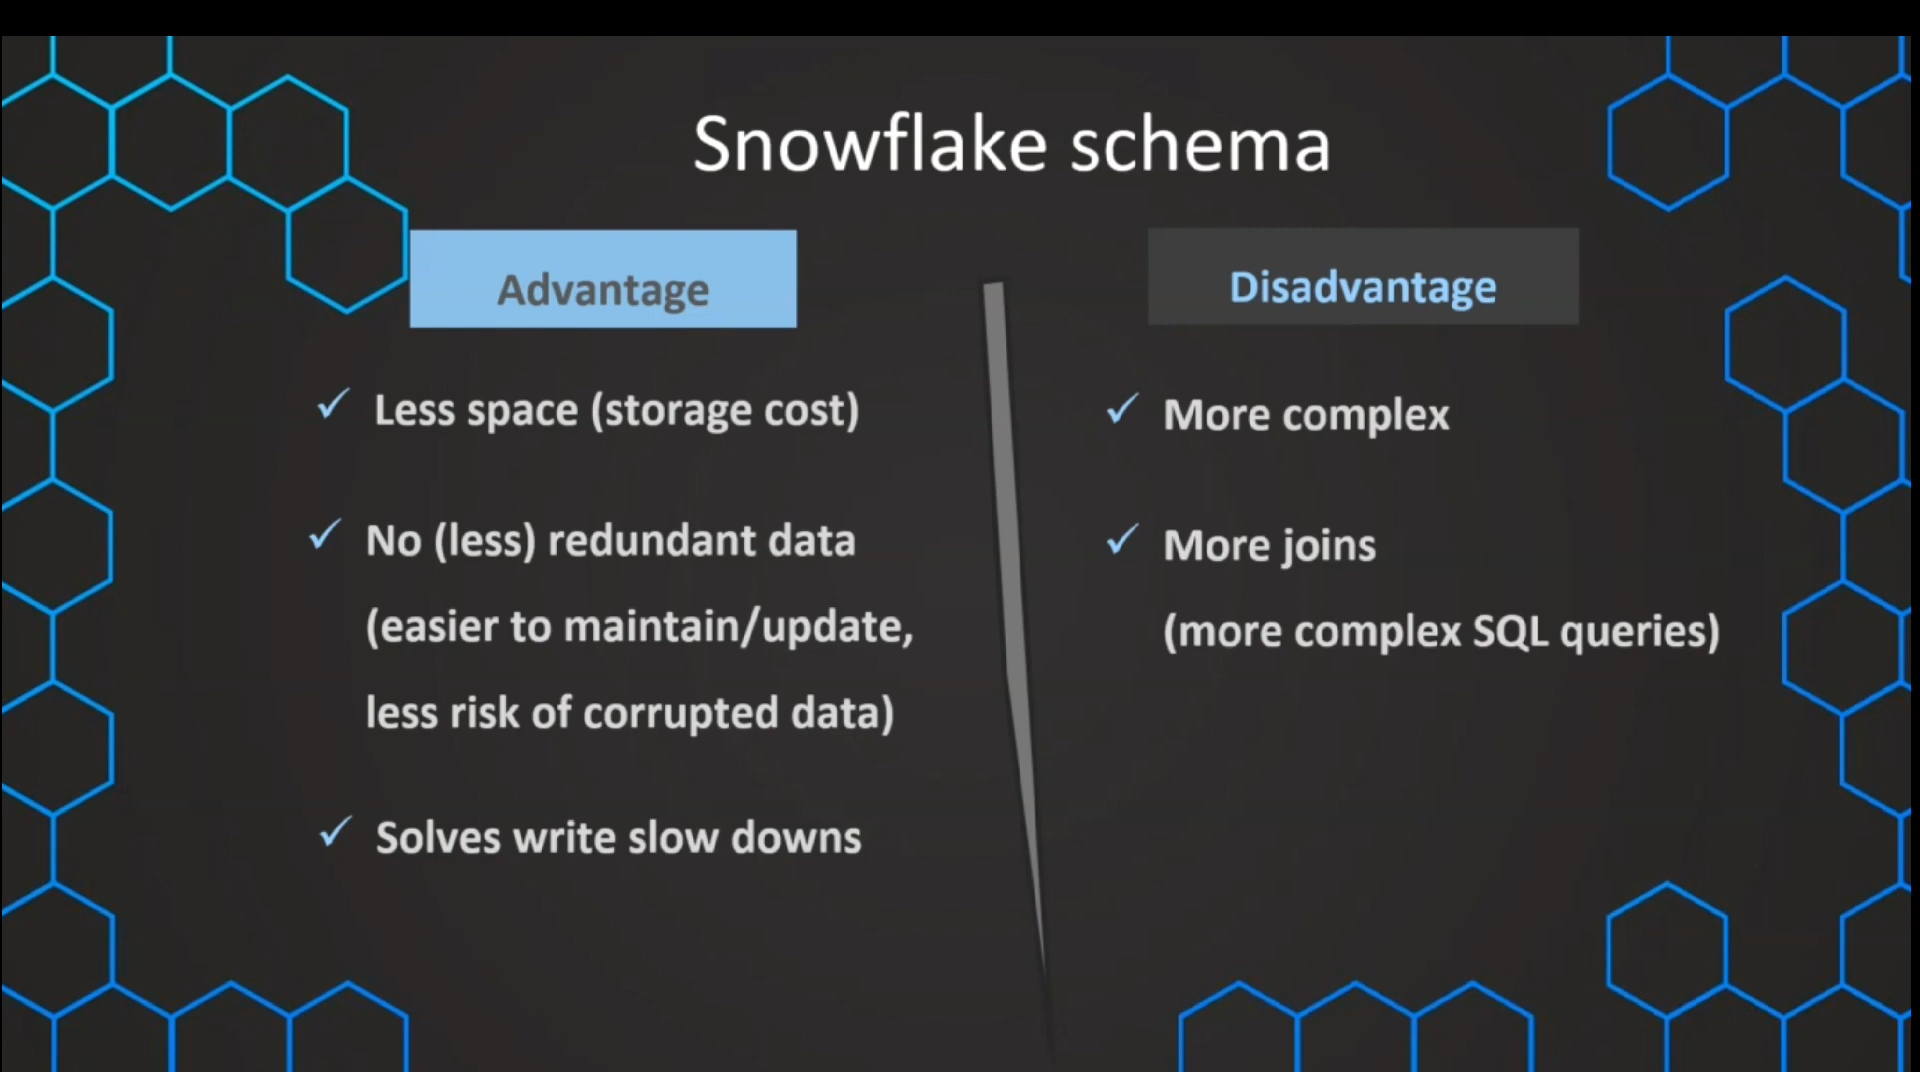 Snowflake schema
Advantage
Less space (storage cost)
No (less) redundant data
(easier to maintain/update,
less risk of corrupted data)
Solves write slow downs
Disadvantage
More complex
More joins
(more complex SQL queries)